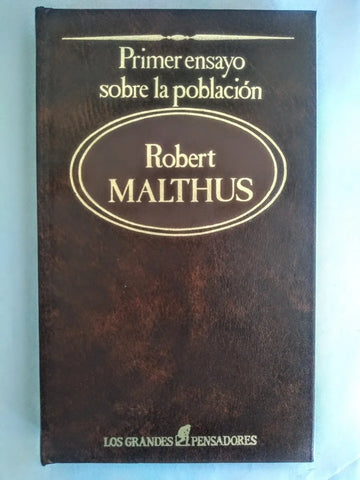 Primer ensayo
sobre la población
Robert
MALTHUS
LOS GRANDES PENSADORES